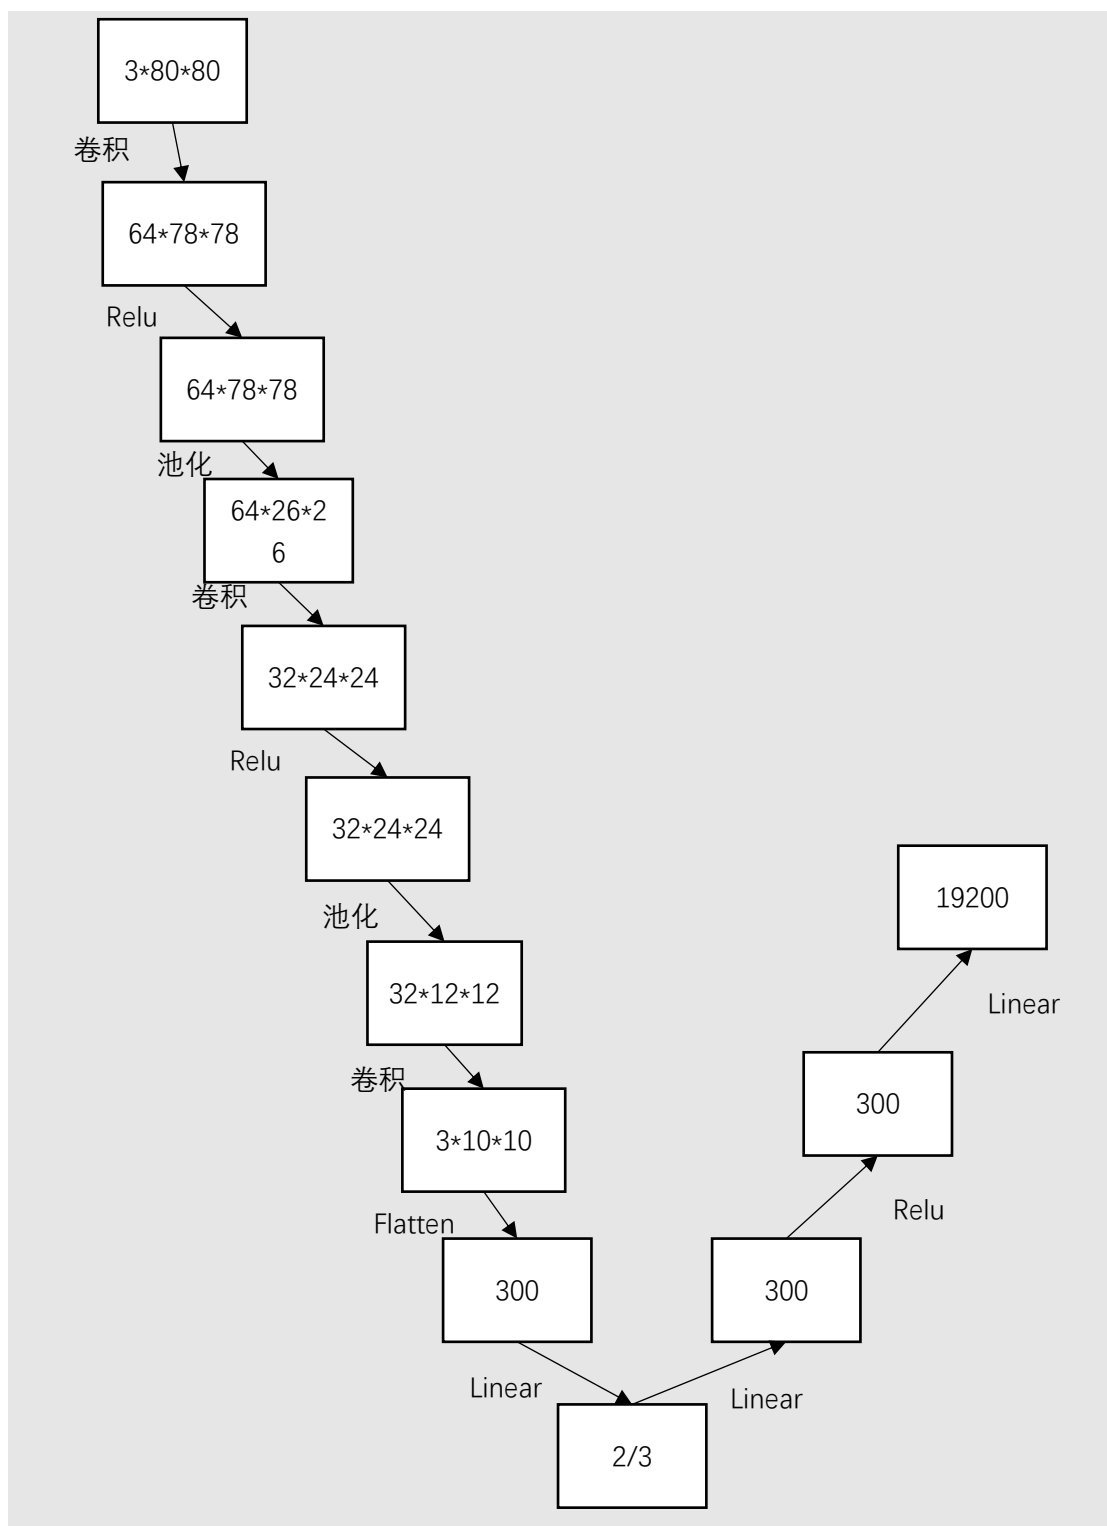 3*80*80
卷积
64*78*78
Relu
64*78*78
池化
64*26*2
6
卷积
32*24*24
Relu
32*24*24
池化
32*12*12
卷积
3*10*10
Flatten
300
Linear
2/3
Linear
300
Relu
300
Linear
19200